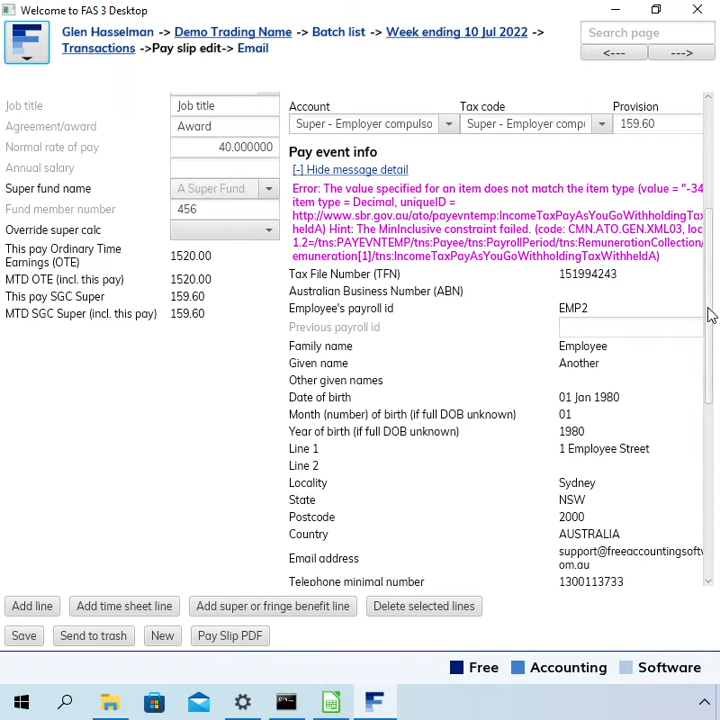 Welcome to FAS 3 Desktop
Glen Hasselman -> Demo Trading Name -> Batch list -> Week ending 10 Jul 2022 ->
Transactions ->Pay slip edit-> Email
Search page
<--- --->
Job title Job title
Agreement/award Award
Normal rate of pay 40.000000
Annual salary
Super fund name A Super Fund
Fund member number 456
Override super calc
This pay Ordinary Time
Earnings (OTE) 1520.00
MTD OTE (incl. this pay) 1520.00
This pay SGC Super 159.60
MTD SGC Super (incl. this pay) 159.60
Account Tax code Provision
Super - Employer compulso Super - Employer compu 159.60
Pay event info
[-] Hide message detail
Error: The value specified for an item does not match the item type (value = "-34
item type = Decimal, uniqueID =
http://www.sbr.gov.au/ato/payevntemp:IncomeTaxPayAsYouGoWithholdingTax
heldA) Hint: The MinInclusive constraint failed. (code: CMN.ATO.GEN.XML03, loc
1.2=/tns:PAYEVNTEMP/tns:Payee/tns:PayrollPeriod/tns:RemunerationCollection/
emuneration[1]/tns:IncomeTaxPayAsYouGoWithholdingTaxWithheldA)
Tax File Number (TFN) 151994243
Australian Business Number (ABN)
Employee's payroll id EMP2
Previous payroll id
Family name Employee
Given name Another
Other given names
Date of birth 01 Jan 1980
Month (number) of birth (if full DOB unknown) 01
Year of birth (if full DOB unknown) 1980
Line 1 1 Employee Street
Line 2
Locality Sydney
State NSW
Postcode 2000
Country AUSTRALIA
Email address support@freeaccountingsoftw
om.au
Telephone minimal number 1300113733
Add line Add time sheet line Add super or fringe benefit line Delete selected lines
Save Send to trash New Pay Slip PDF
Free Accounting Software